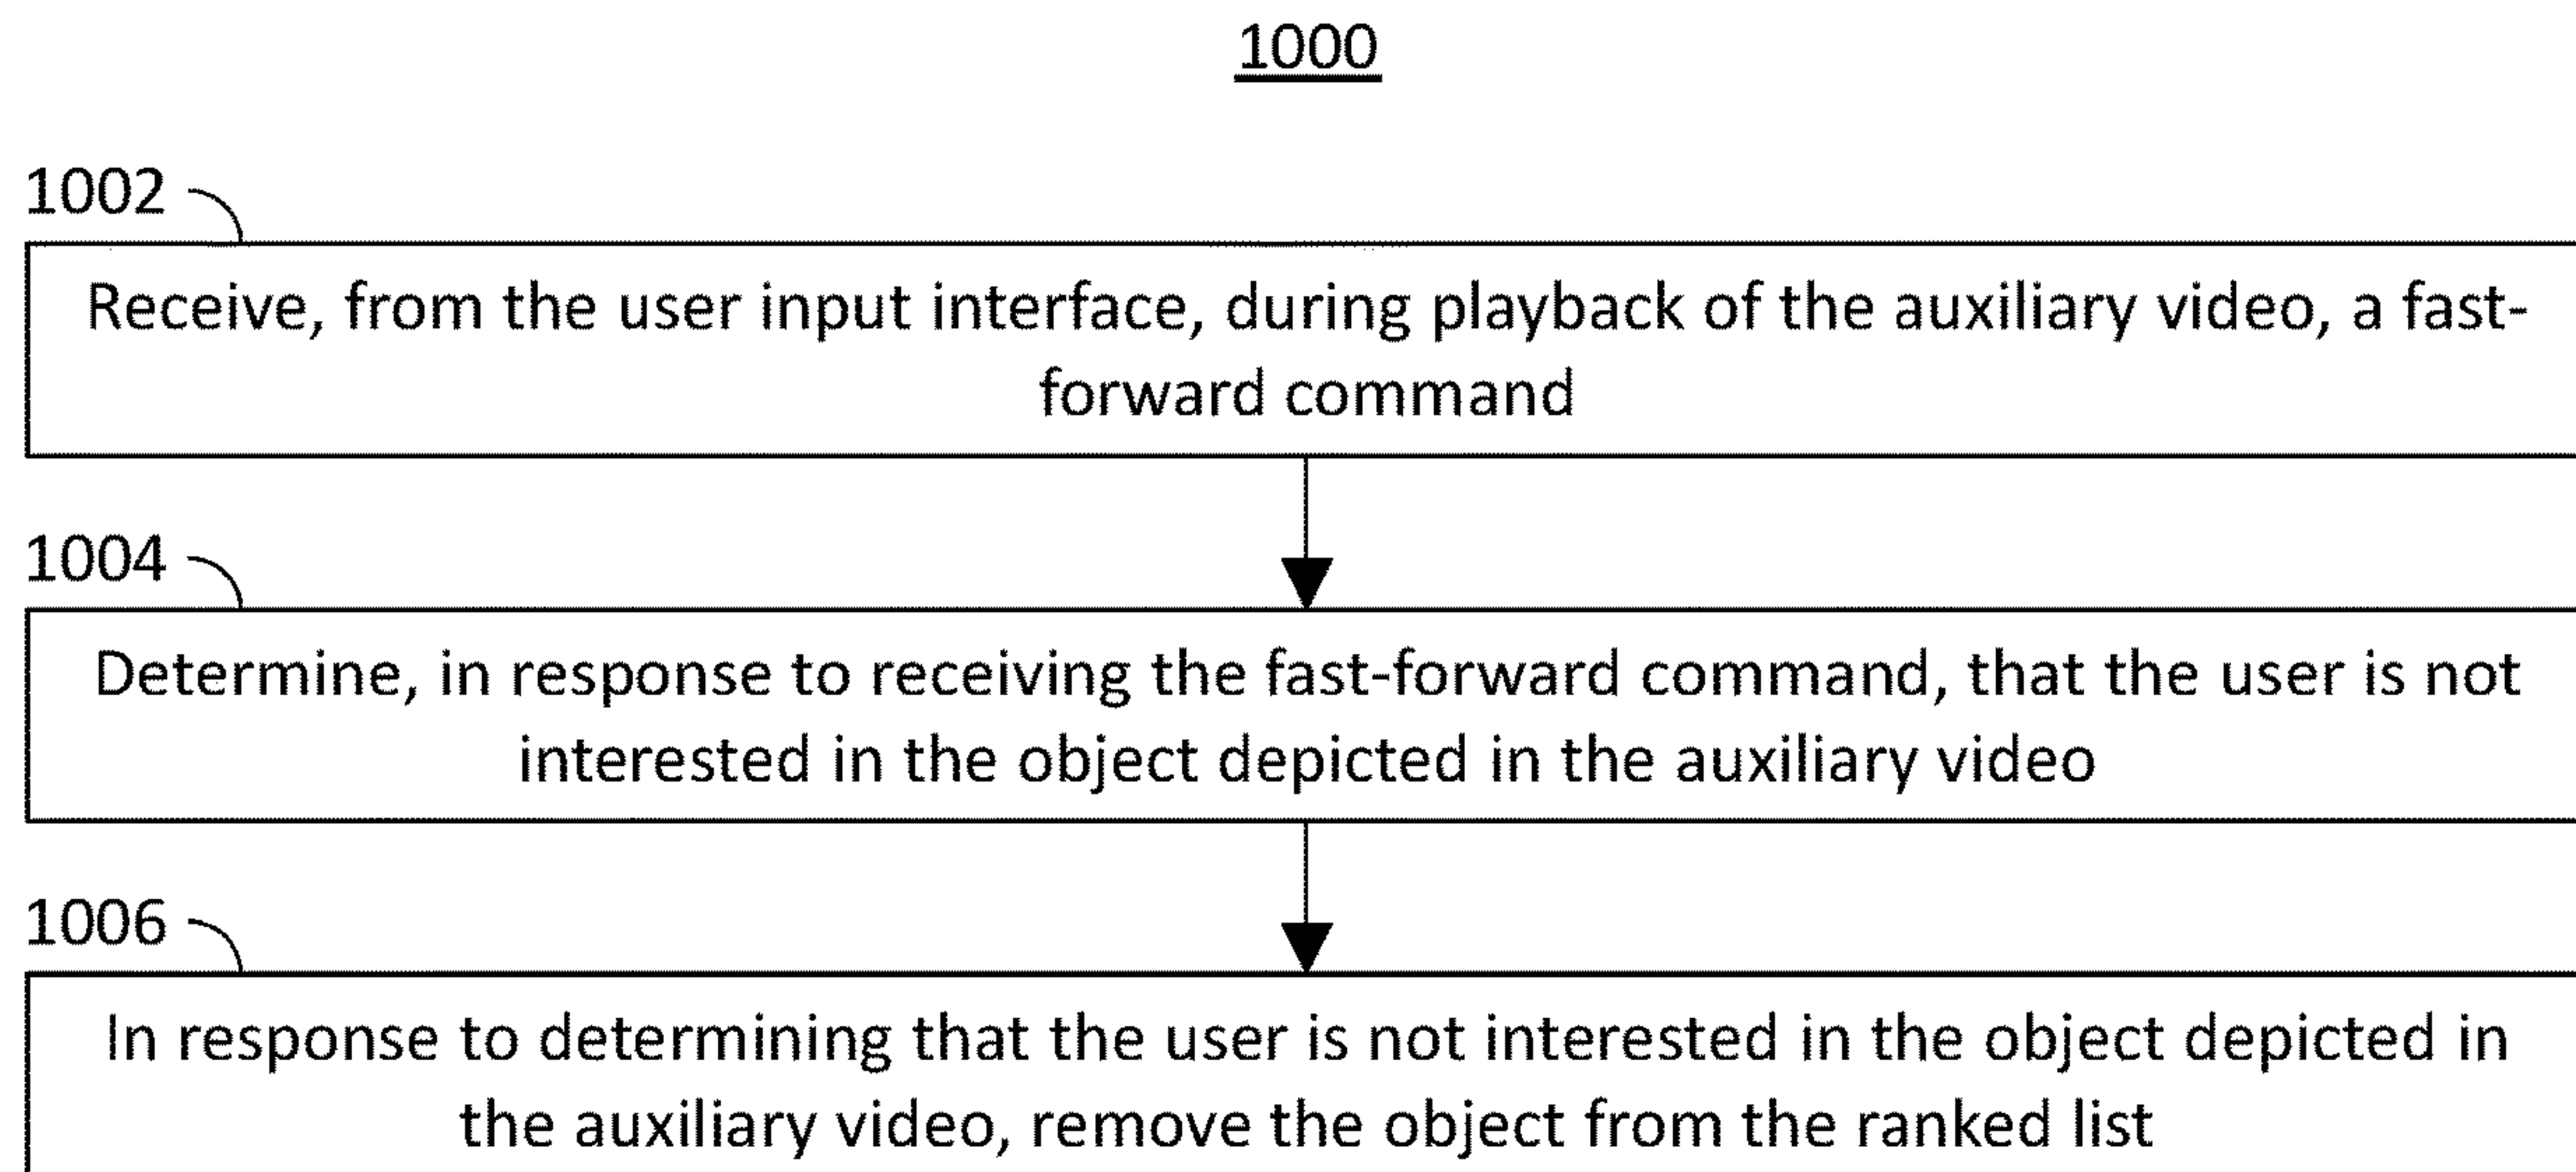 1000
1002
Receive, from the user input interface, during playback of the auxiliary video, a fast-
forward command
1004
Determine, in response to receiving the fast-forward command, that the user is not
interested in the object depicted in the auxiliary video
1006
In response to determining that the user is not interested in the object depicted in
the auxiliary video, remove the object from the ranked list